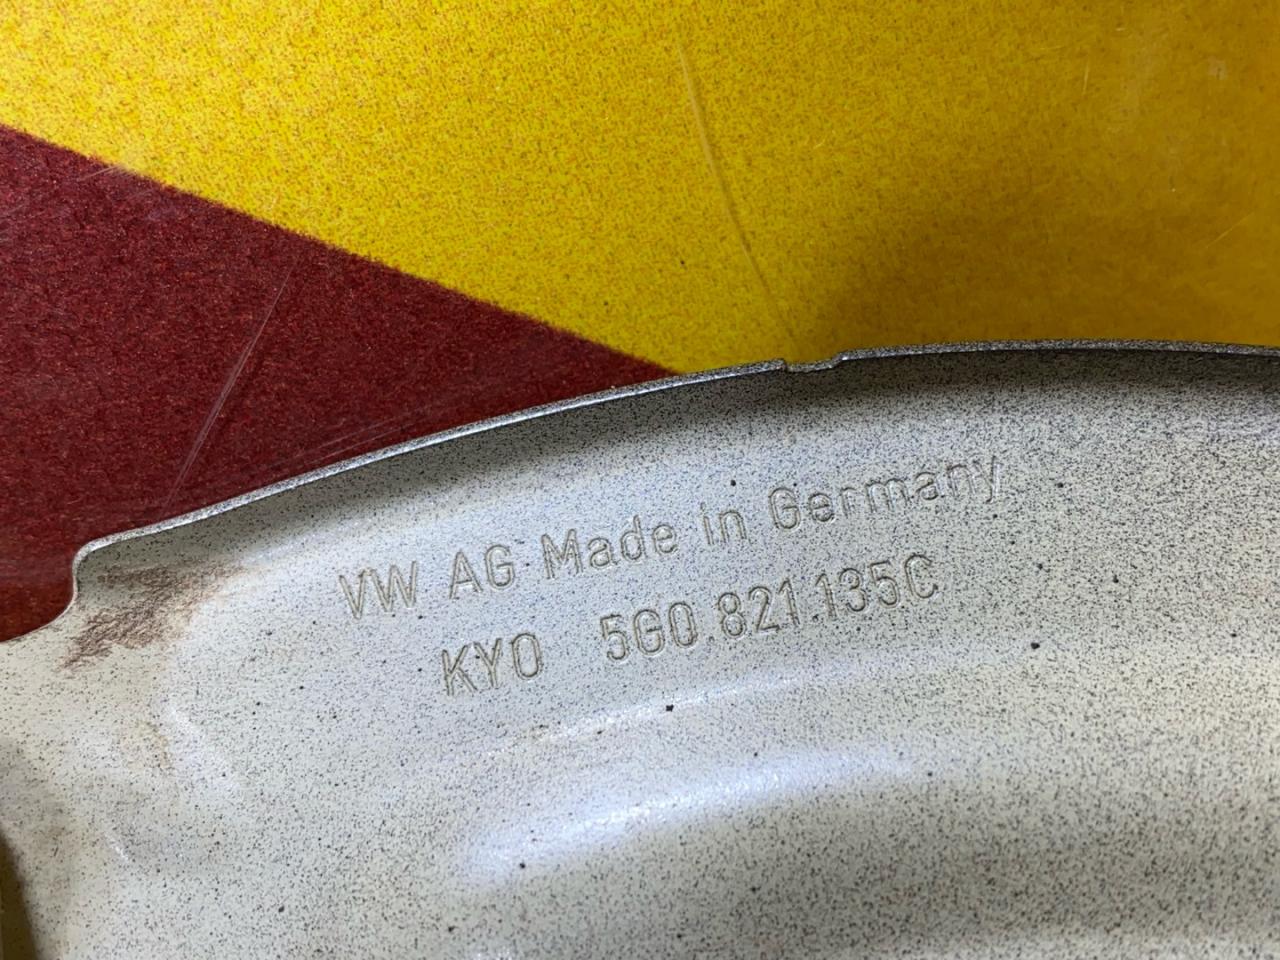 VW AG Made in Germany
KYO 5G0.821.135C